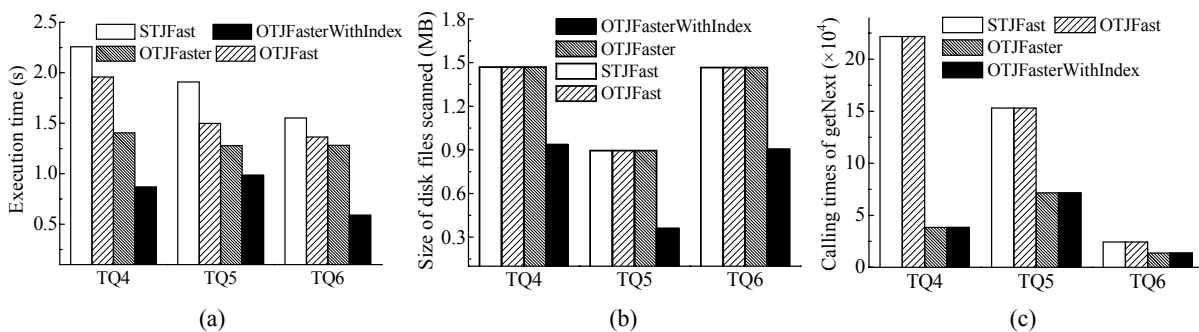 Execution time (s)
2.5
2.0
1.5
1.0
0.5
STJFast
OTJFasterWithIndex
OTJFaster
OTJFast
TQ4
TQ5
TQ6
(a)
Size of disk files scanned (MB)
1.8
1.5
1.2
0.9
0.6
0.3
OTJFasterWithIndex
OTJFaster
STJFast
OTJFast
TQ4
TQ5
TQ6
(b)
Calling times of getNext (×10⁴)
20
15
10
5
0
STJFast
OTJFast
OTJFaster
OTJFasterWithIndex
TQ4
TQ5
TQ6
(c)